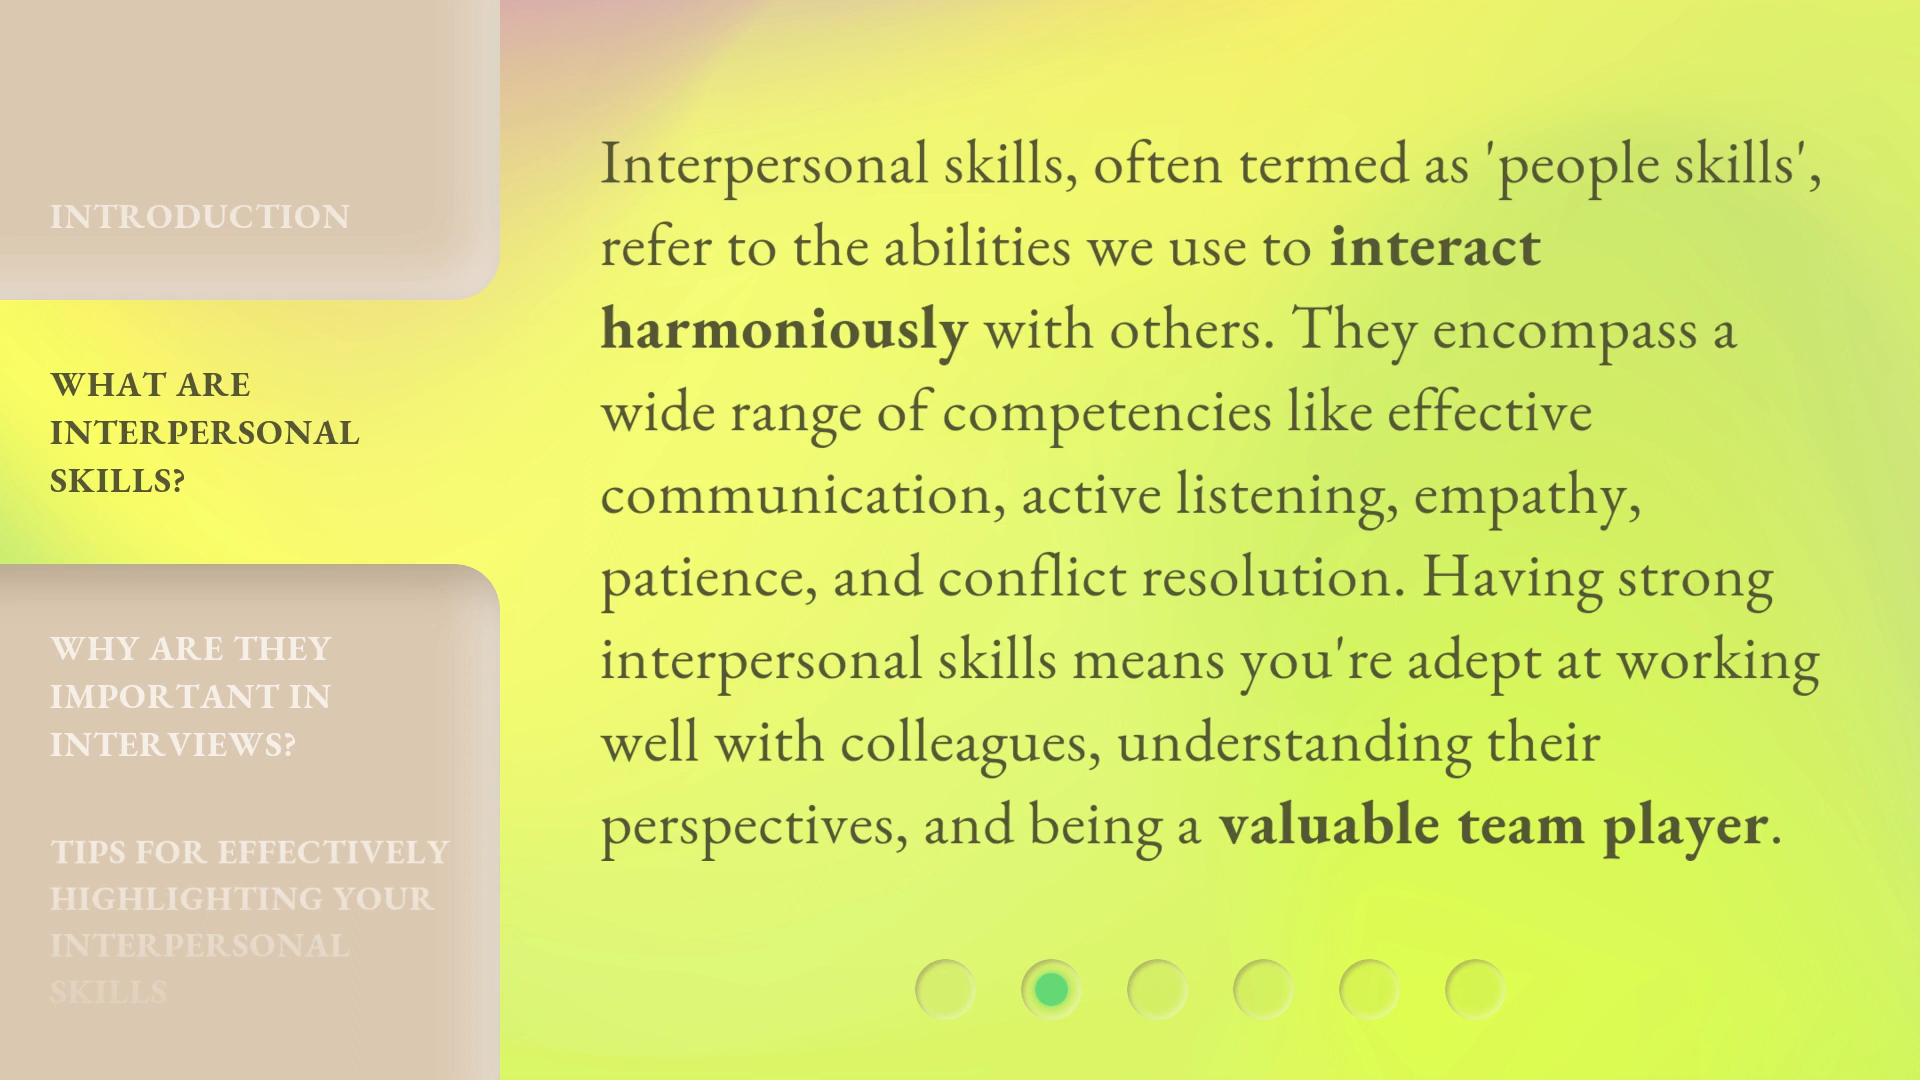 INTRODUCTION
WHAT ARE
INTERPERSONAL
SKILLS?
WHY ARE THEY
IMPORTANT IN
INTERVIEWS?
TIPS FOR EFFECTIVELY
HIGHLIGHTING YOUR
INTERPERSONAL
SKILLS
Interpersonal skills, often termed as 'people skills',
refer to the abilities we use to interact
harmoniously with others. They encompass a
wide range of competencies like effective
communication, active listening, empathy,
patience, and conflict resolution. Having strong
interpersonal skills means you're adept at working
well with colleagues, understanding their
perspectives, and being a valuable team player.